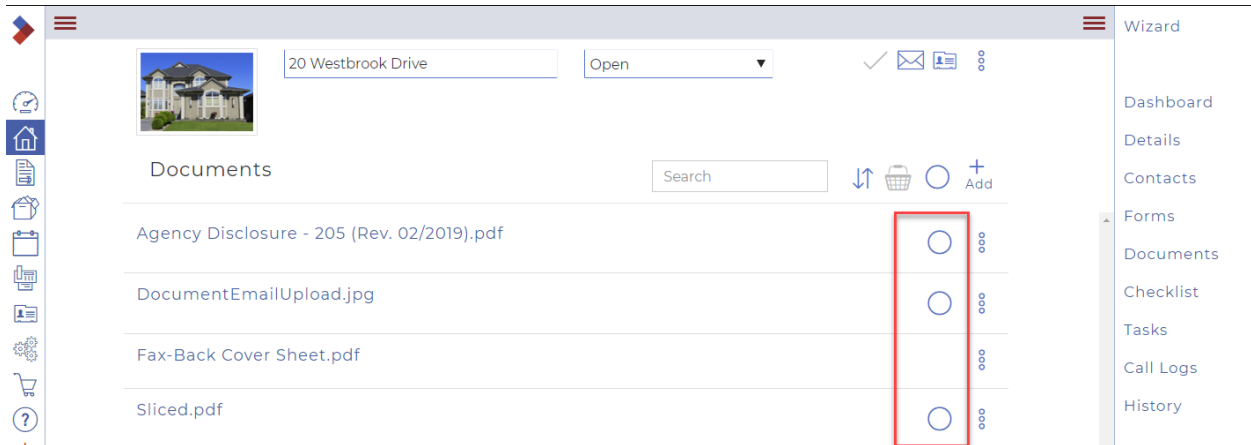 Wizard
20 Westbrook Drive
Open
Dashboard
Details
Documents
Search
Add
Contacts
Forms
Agency Disclosure - 205 (Rev. 02/2019).pdf
Documents
DocumentEmailUpload.jpg
Checklist
Tasks
Fax-Back Cover Sheet.pdf
Call Logs
Sliced.pdf
History
?